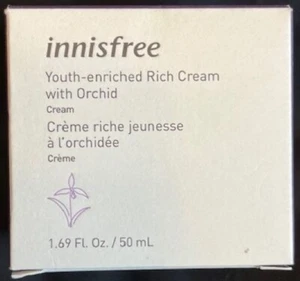 innisfree
Youth-enriched Rich Cream
with Orchid
Cream
Crème riche jeunesse
à l'orchidée
Crème
1.69 Fl. Oz. / 50 mL